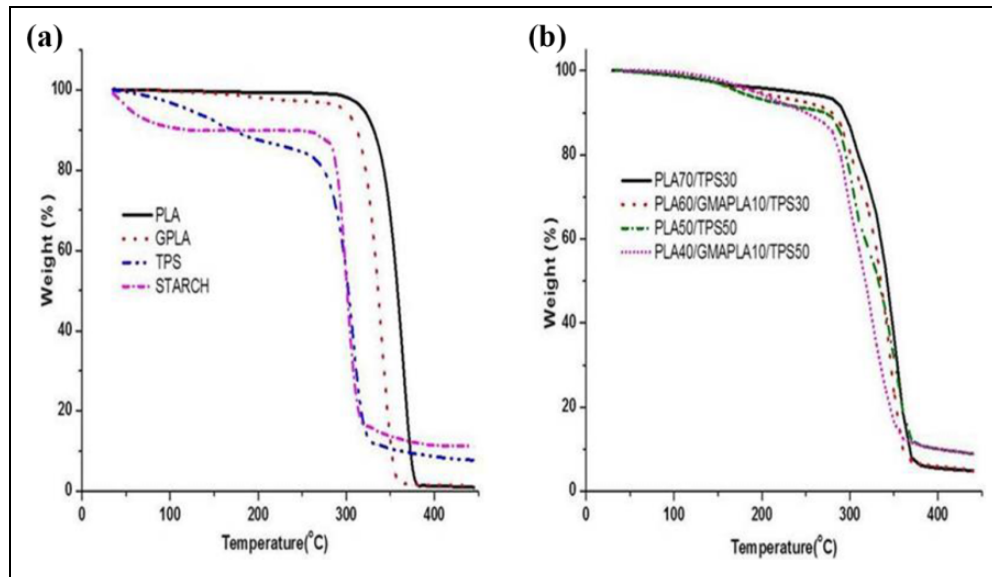 (a)
100
80
60
40
20
0
Weight (%)
PLA
GPLA
TPS
STARCH
0 100 200 300 400
Temperature(°C)
(b)
100
80
60
40
20
0
Weight (%)
PLA70/TPS30
PLA60/GMAPLA10/TPS30
PLA50/TPS50
PLA40/GMAPLA10/TPS50
0 100 200 300 400
Temperature(°C)